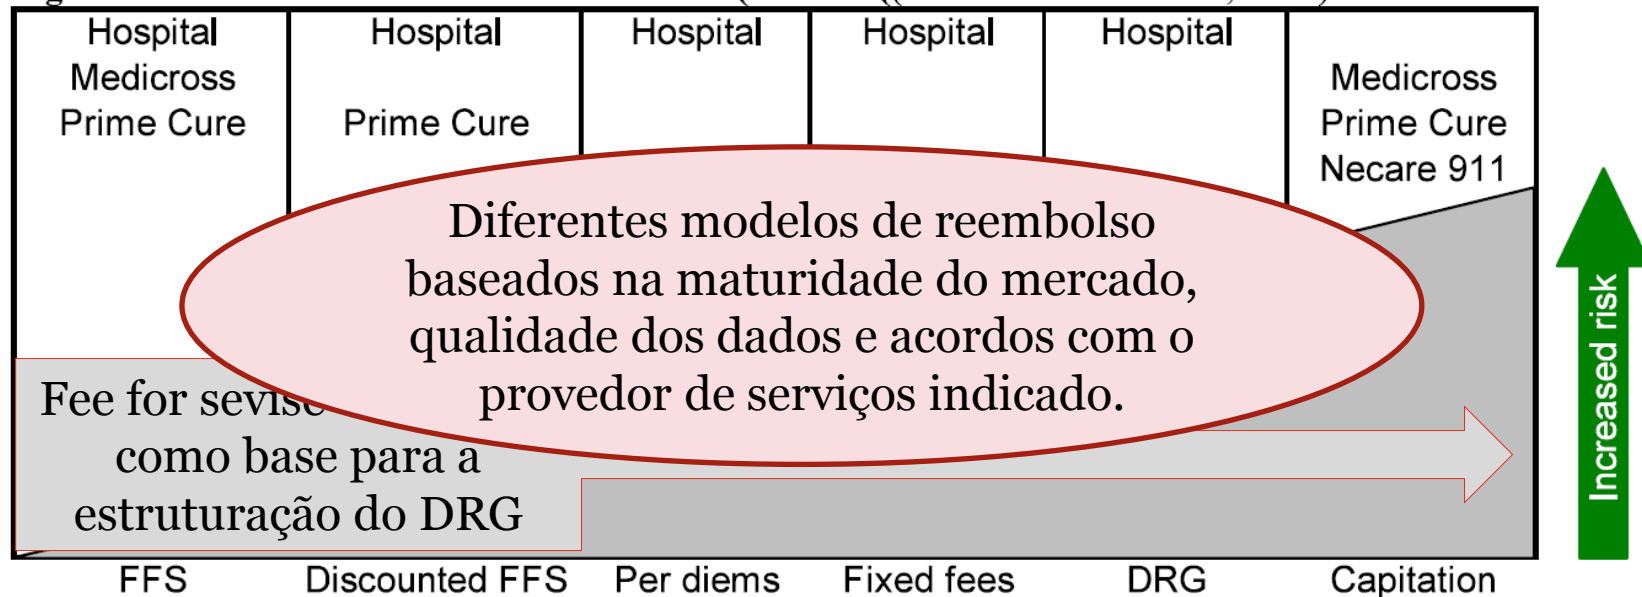 Hospital
Medicross
Prime Cure
Hospital
Prime Cure
Hospital
Hospital
Hospital
Medicross
Prime Cure
Necare 911
Diferentes modelos de reembolso
baseados na maturidade do mercado,
qualidade dos dados e acordos com o
provedor de serviços indicado.
Fee for sevise
como base para a
estruturação do DRG
Increased risk
FFS
Discounted FFS
Per diems
Fixed fees
DRG
Capitation